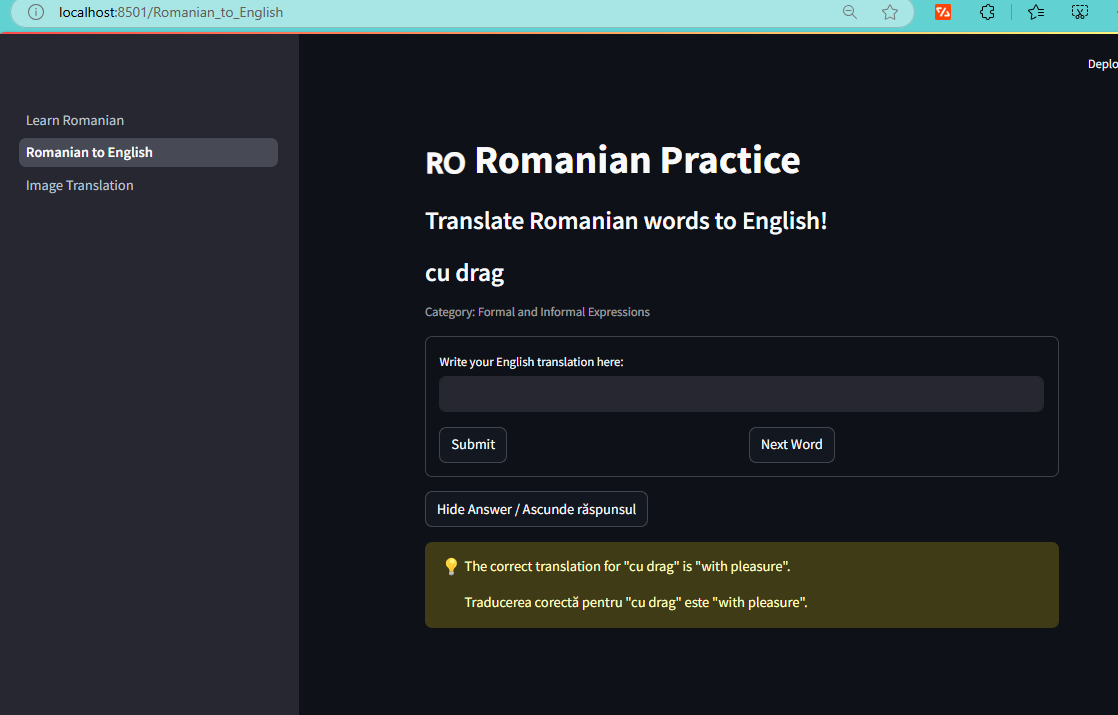 localhost:8501/Romanian_to_English
Deplo
Learn Romanian
Romanian to English
Image Translation
RO Romanian Practice
Translate Romanian words to English!
cu drag
Category: Formal and Informal Expressions
Write your English translation here:
Submit
Next Word
Hide Answer / Ascunde răspunsul
The correct translation for "cu drag" is "with pleasure".
Traducerea corectă pentru "cu drag" este "with pleasure".